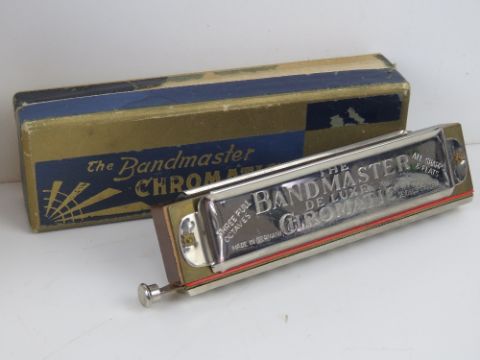 The Bandmaster
CHROMATIC
THE
BANDMASTER
DE LUXE
CHROMATIC
THREE FULL
OCTAVES
ALL SHARPS
& FLATS
MADE IN GERMANY